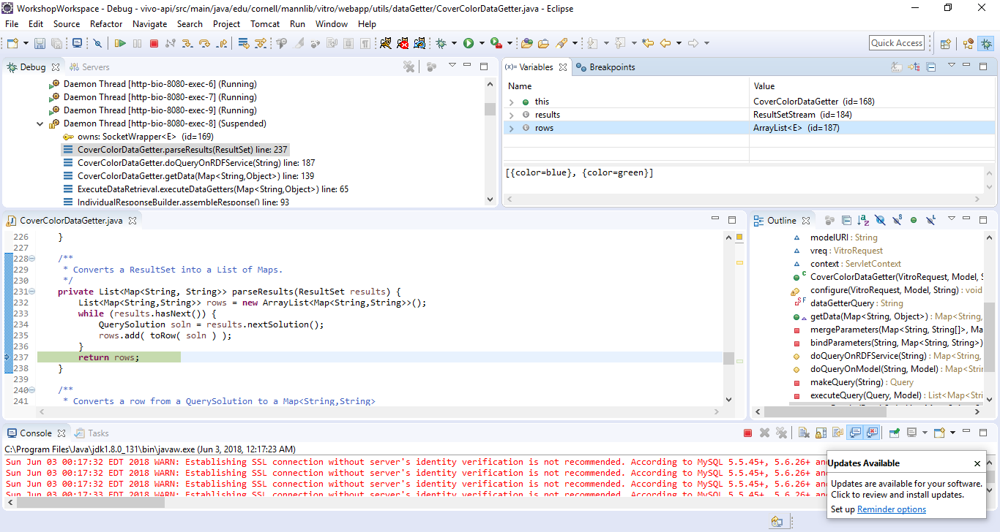 WorkshopWorkspace - Debug - vivo-api/src/main/java/edu/cornell/mannlib/vitro/webapp/utils/dataGetter/CoverColorDataGetter.java - Eclipse
File Edit Source Refactor Navigate Search Project Tomcat Run Window Help
Quick Access
Debug Servers
Daemon Thread [http-bio-8080-exec-6] (Running)
Daemon Thread [http-bio-8080-exec-7] (Running)
Daemon Thread [http-bio-8080-exec-9] (Running)
Daemon Thread [http-bio-8080-exec-8] (Suspended)
owns: SocketWrapper<E> (id=169)
CoverColorDataGetter.parseResults(ResultSet) line: 237
CoverColorDataGetter.doQueryOnRDFService(String) line: 187
CoverColorDataGetter.getData(Map<String,Object>) line: 139
ExecuteDataRetrieval.executeDataGetters(Map<String,Object>) line: 65
IndividualResponseBuilder.assembleResponse() line: 93
(x)= Variables Breakpoints
Name Value
this CoverColorDataGetter (id=168)
results ResultSetStream (id=184)
rows ArrayList<E> (id=187)
[{color=blue}, {color=green}]
CoverColorDataGetter.java
226 }
227
228 /**
229 * Converts a ResultSet into a List of Maps.
230 */
231 private List<Map<String, String>> parseResults(ResultSet results) {
232 List<Map<String,String>> rows = new ArrayList<Map<String,String>>();
233 while (results.hasNext()) {
234 QuerySolution soln = results.nextSolution();
235 rows.add( toRow( soln ) );
236 }
237 return rows;
238 }
239
240 /**
241 * Converts a row from a QuerySolution to a Map<String,String>
Outline
modelURI : String
vreq : VitroRequest
context : ServletContext
CoverColorDataGetter(VitroRequest, Model, S
configure(VitroRequest, Model, String) : void
dataGetterQuery : String
getData(Map<String, Object>) : Map<String,
mergeParameters(Map<String, String[]>, Ma
bindParameters(String, Map<String, String>)
doQueryOnRDFService(String) : Map<String,
doQueryOnModel(String, Model) : Map<Stri
makeQuery(String) : Query
executeQuery(Query, Model) : List<Map<Stri
Console Tasks
C:\Program Files\Java\jdk1.8.0_131\bin\javaw.exe (Jun 3, 2018, 12:17:23 AM)
Sun Jun 03 00:17:32 EDT 2018 WARN: Establishing SSL connection without server's identity verification is not recommended. According to MySQL 5.5.45+, 5.6.26+ an
Sun Jun 03 00:17:32 EDT 2018 WARN: Establishing SSL connection without server's identity verification is not recommended. According to MySQL 5.5.45+, 5.6.26+ an
Sun Jun 03 00:17:32 EDT 2018 WARN: Establishing SSL connection without server's identity verification is not recommended. According to MySQL 5.5.45+, 5.6.26+ an
Sun Jun 03 00:17:33 EDT 2018 WARN: Establishing SSL connection without server's identity verification is not recommended. According to MySQL 5.5.45+, 5.6.26+ an
Updates Available
Updates are available for your software.
Click to review and install updates.
Set up Reminder options